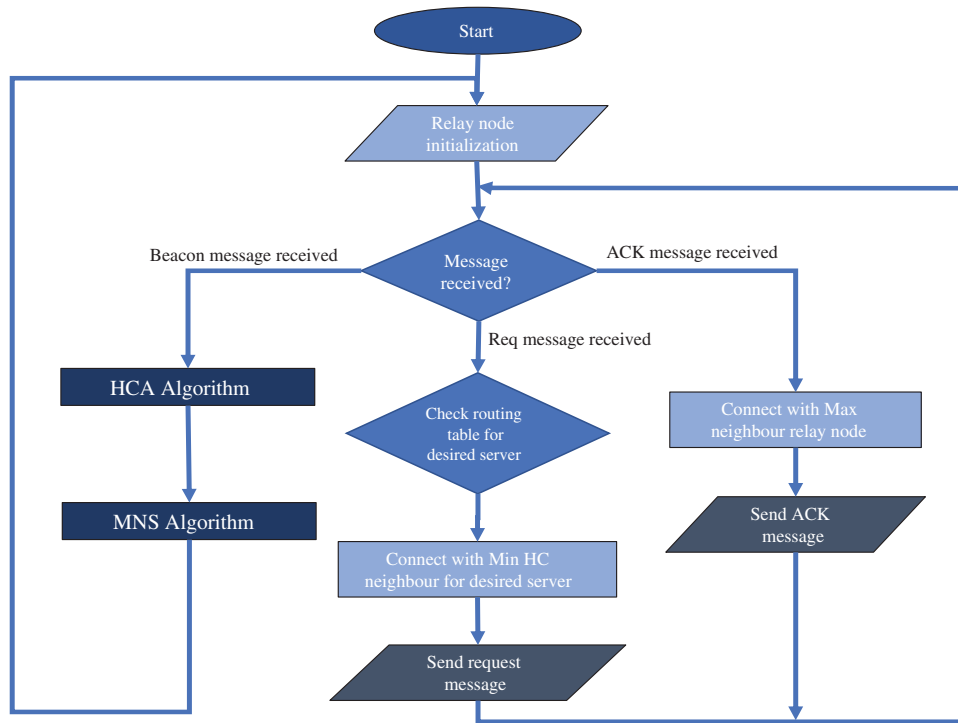 Start
Relay node
initialization
Message
received?
Beacon message received
ACK message received
Req message received
HCA Algorithm
MNS Algorithm
Check routing
table for
desired server
Connect with Min HC
neighbour for desired server
Send request
message
Connect with Max
neighbour relay node
Send ACK
message